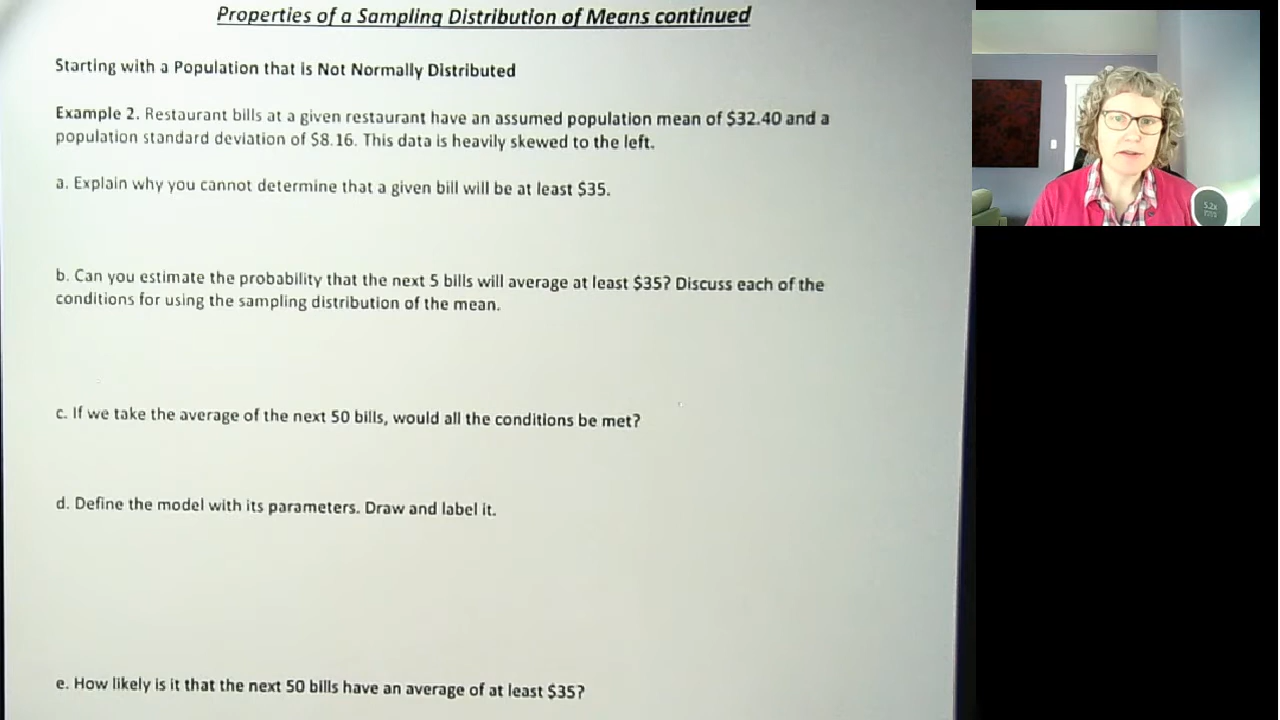 Properties of a Sampling Distribution of Means continued
Starting with a Population that is Not Normally Distributed
Example 2. Restaurant bills at a given restaurant have an assumed population mean of $32.40 and a
population standard deviation of $8.16. This data is heavily skewed to the left.
a. Explain why you cannot determine that a given bill will be at least $35.
b. Can you estimate the probability that the next 5 bills will average at least $35? Discuss each of the
conditions for using the sampling distribution of the mean.
c. If we take the average of the next 50 bills, would all the conditions be met?
d. Define the model with its parameters. Draw and label it.
e. How likely is it that the next 50 bills have an average of at least $35?